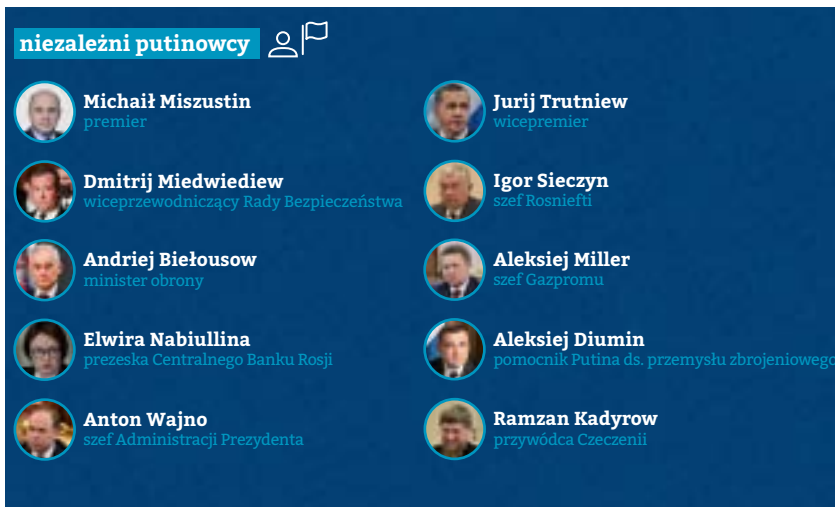 niezależni putinowcy
Michaił Miszustin
premier
Dmitrij Miedwiediew
wiceprzewodniczący Rady Bezpieczeństwa
Andriej Biełousow
minister obrony
Elwira Nabiullina
prezeska Centralnego Banku Rosji
Anton Wajno
szef Administracji Prezydenta
Jurij Trutniew
wicepremier
Igor Sieczyn
szef Rosniefti
Aleksiej Miller
szef Gazpromu
Aleksiej Diumin
pomocnik Putina ds. przemysłu zbrojeniowego
Ramzan Kadyrow
przywódca Czeczenii